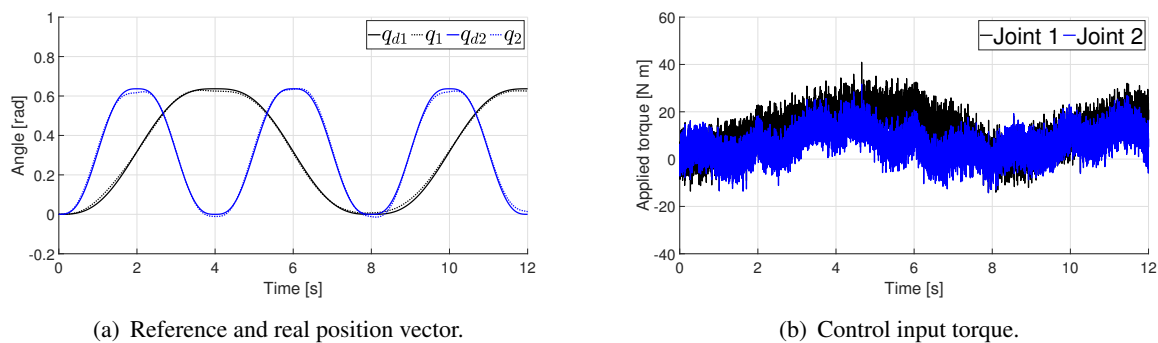 1
0.8
0.6
0.4
0.2
0
-0.2
Angle [rad]
0 2 4 6 8 10 12
Time [s]
q_{d1} q_1 q_{d2} q_2
(a) Reference and real position vector.
60
40
20
0
-20
-40
Applied torque [N m]
0 2 4 6 8 10 12
Time [s]
Joint 1 Joint 2
(b) Control input torque.